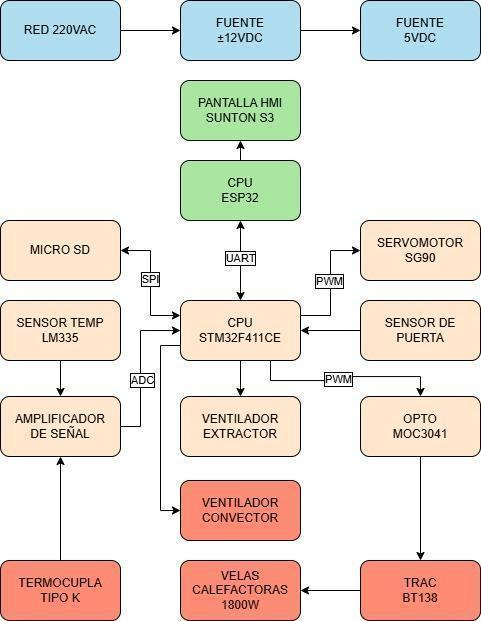 RED 220VAC
FUENTE
±12VDC
FUENTE
5VDC
PANTALLA HMI
SUNTON S3
CPU
ESP32
UART
MICRO SD
SPI
SERVOMOTOR
SG90
PWM
SENSOR TEMP
LM335
CPU
STM32F411CE
SENSOR DE
PUERTA
ADC
PWM
AMPLIFICADOR
DE SEÑAL
VENTILADOR
EXTRACTOR
OPTO
MOC3041
VENTILADOR
CONVECTOR
TERMOCUPLA
TIPO K
VELAS
CALEFACTORAS
1800W
TRAC
BT138